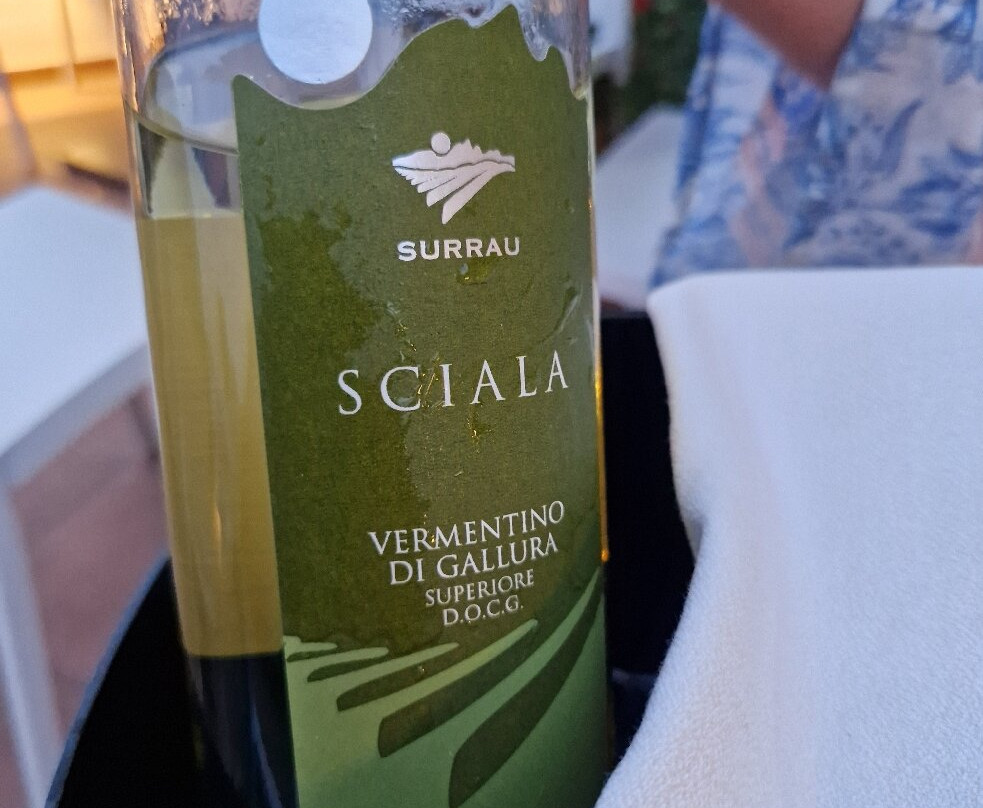 SURRAU
SCIALA
VERMENTINO
DI GALLURA
SUPERIORE
D.O.C.G.